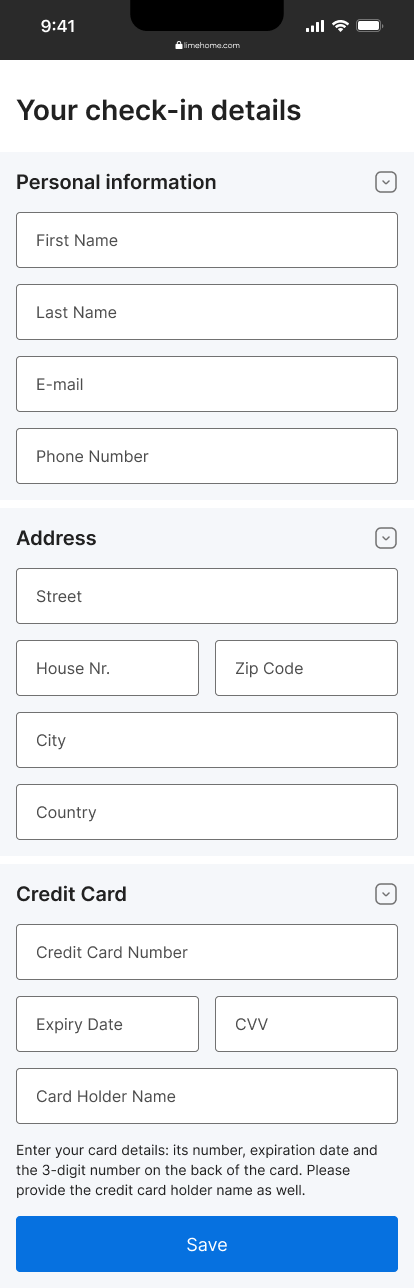 9:41
limehome.com
Your check-in details
Personal information
First Name
Last Name
E-mail
Phone Number
Address
Street
House Nr.
Zip Code
City
Country
Credit Card
Credit Card Number
Expiry Date
CVV
Card Holder Name
Enter your card details: its number, expiration date and
the 3-digit number on the back of the card. Please
provide the credit card holder name as well.
Save